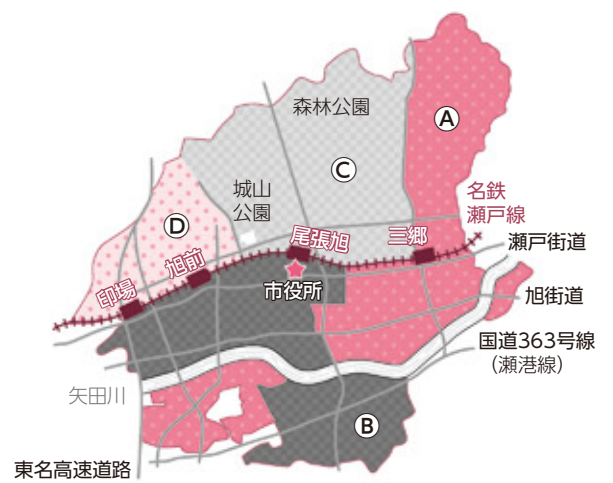 森林公園
Ⓐ
Ⓒ
城山
公園
名鉄
瀬戸線
Ⓓ
尾張旭
三郷
瀬戸街道
旭前
市役所
印場
旭街道
国道363号線
（瀬港線）
矢田川
Ⓑ
東名高速道路